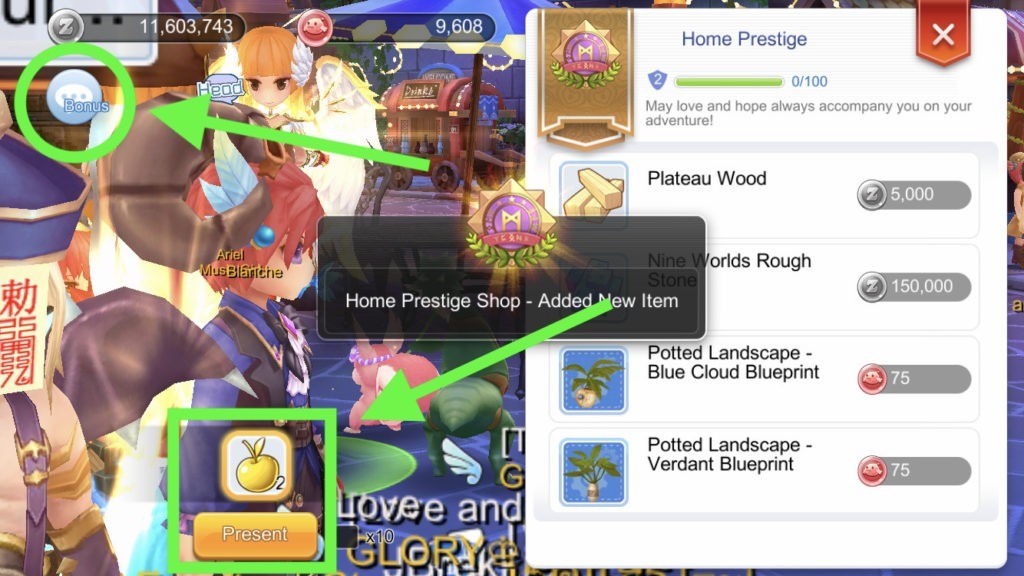 11,603,743
9,608
Bonus
Head
WELCOME
Drinks
Home Prestige
2
0/100
May love and hope always accompany you on your
adventure!
Plateau Wood
5,000
Nine Worlds Rough
Stone
150,000
Home Prestige Shop - Added New Item
Potted Landscape -
Blue Cloud Blueprint
75
Potted Landscape -
Verdant Blueprint
75
Ariel
Blanche
勅
2
Present
x10
Love and
GLORY